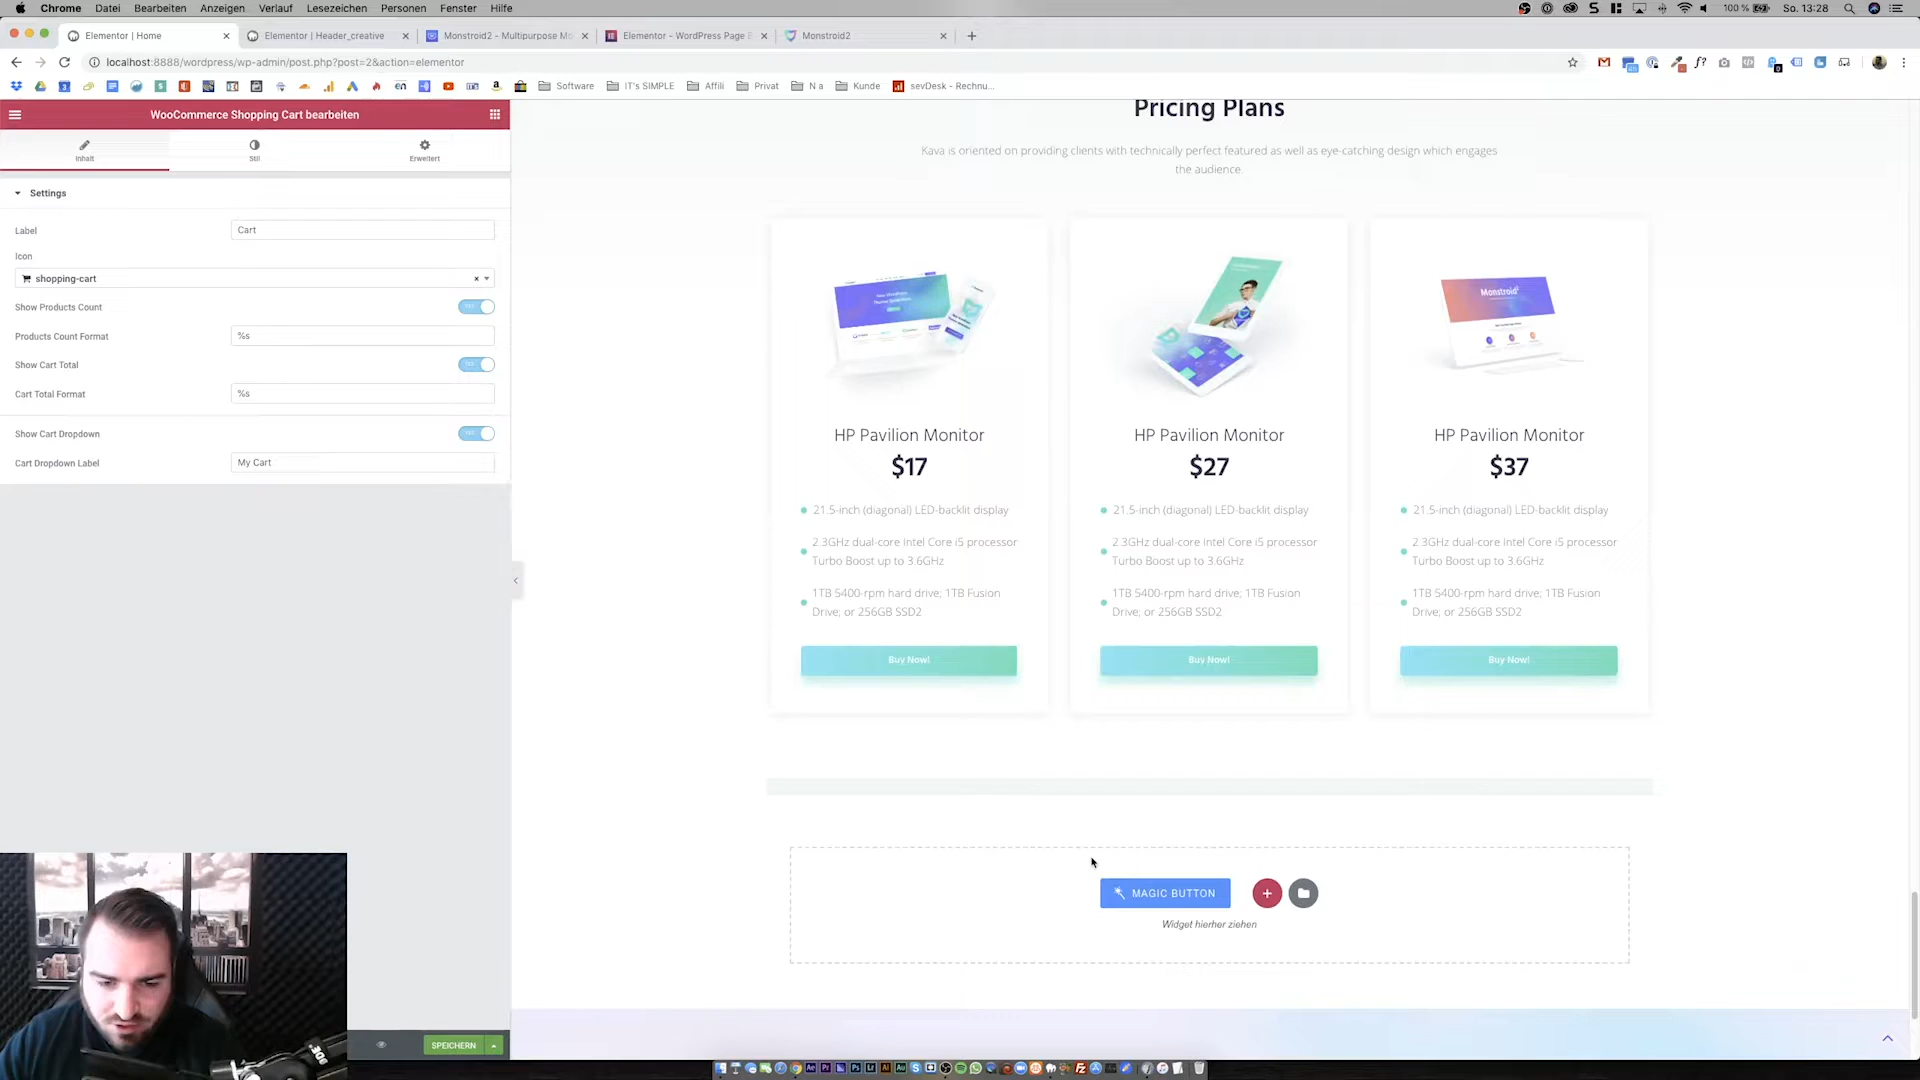 Chrome Datei Bearbeiten Anzeigen Verlauf Lesezeichen Personen Fenster Hilfe
100 % So. 13:28
Elementor | Home
Elementor | Header_creative
Monstroid2 - Multipurpose Mo
Elementor - WordPress Page B
Monstroid2
localhost:8888/wordpress/wp-admin/post.php?post=2&action=elementor
Software
IT's SIMPLE
Affili
Privat
N a
Kunde
sevDesk - Rechnu...
WooCommerce Shopping Cart bearbeiten
Inhalt
Stil
Erweitert
Settings
Label
Cart
Icon
shopping-cart
Show Products Count
YES
Products Count Format
%s
Show Cart Total
YES
Cart Total Format
%s
Show Cart Dropdown
YES
Cart Dropdown Label
My Cart
SPEICHERN
Pricing Plans
Kava is oriented on providing clients with technically perfect featured as well as eye-catching design which engages
the audience.
HP Pavilion Monitor
$17
21.5-inch (diagonal) LED-backlit display
2.3GHz dual-core Intel Core i5 processor
Turbo Boost up to 3.6GHz
1TB 5400-rpm hard drive; 1TB Fusion
Drive; or 256GB SSD2
Buy Now!
HP Pavilion Monitor
$27
21.5-inch (diagonal) LED-backlit display
2.3GHz dual-core Intel Core i5 processor
Turbo Boost up to 3.6GHz
1TB 5400-rpm hard drive; 1TB Fusion
Drive; or 256GB SSD2
Buy Now!
Monstroid²
HP Pavilion Monitor
$37
21.5-inch (diagonal) LED-backlit display
2.3GHz dual-core Intel Core i5 processor
Turbo Boost up to 3.6GHz
1TB 5400-rpm hard drive; 1TB Fusion
Drive; or 256GB SSD2
Buy Now!
MAGIC BUTTON
Widget hierher ziehen